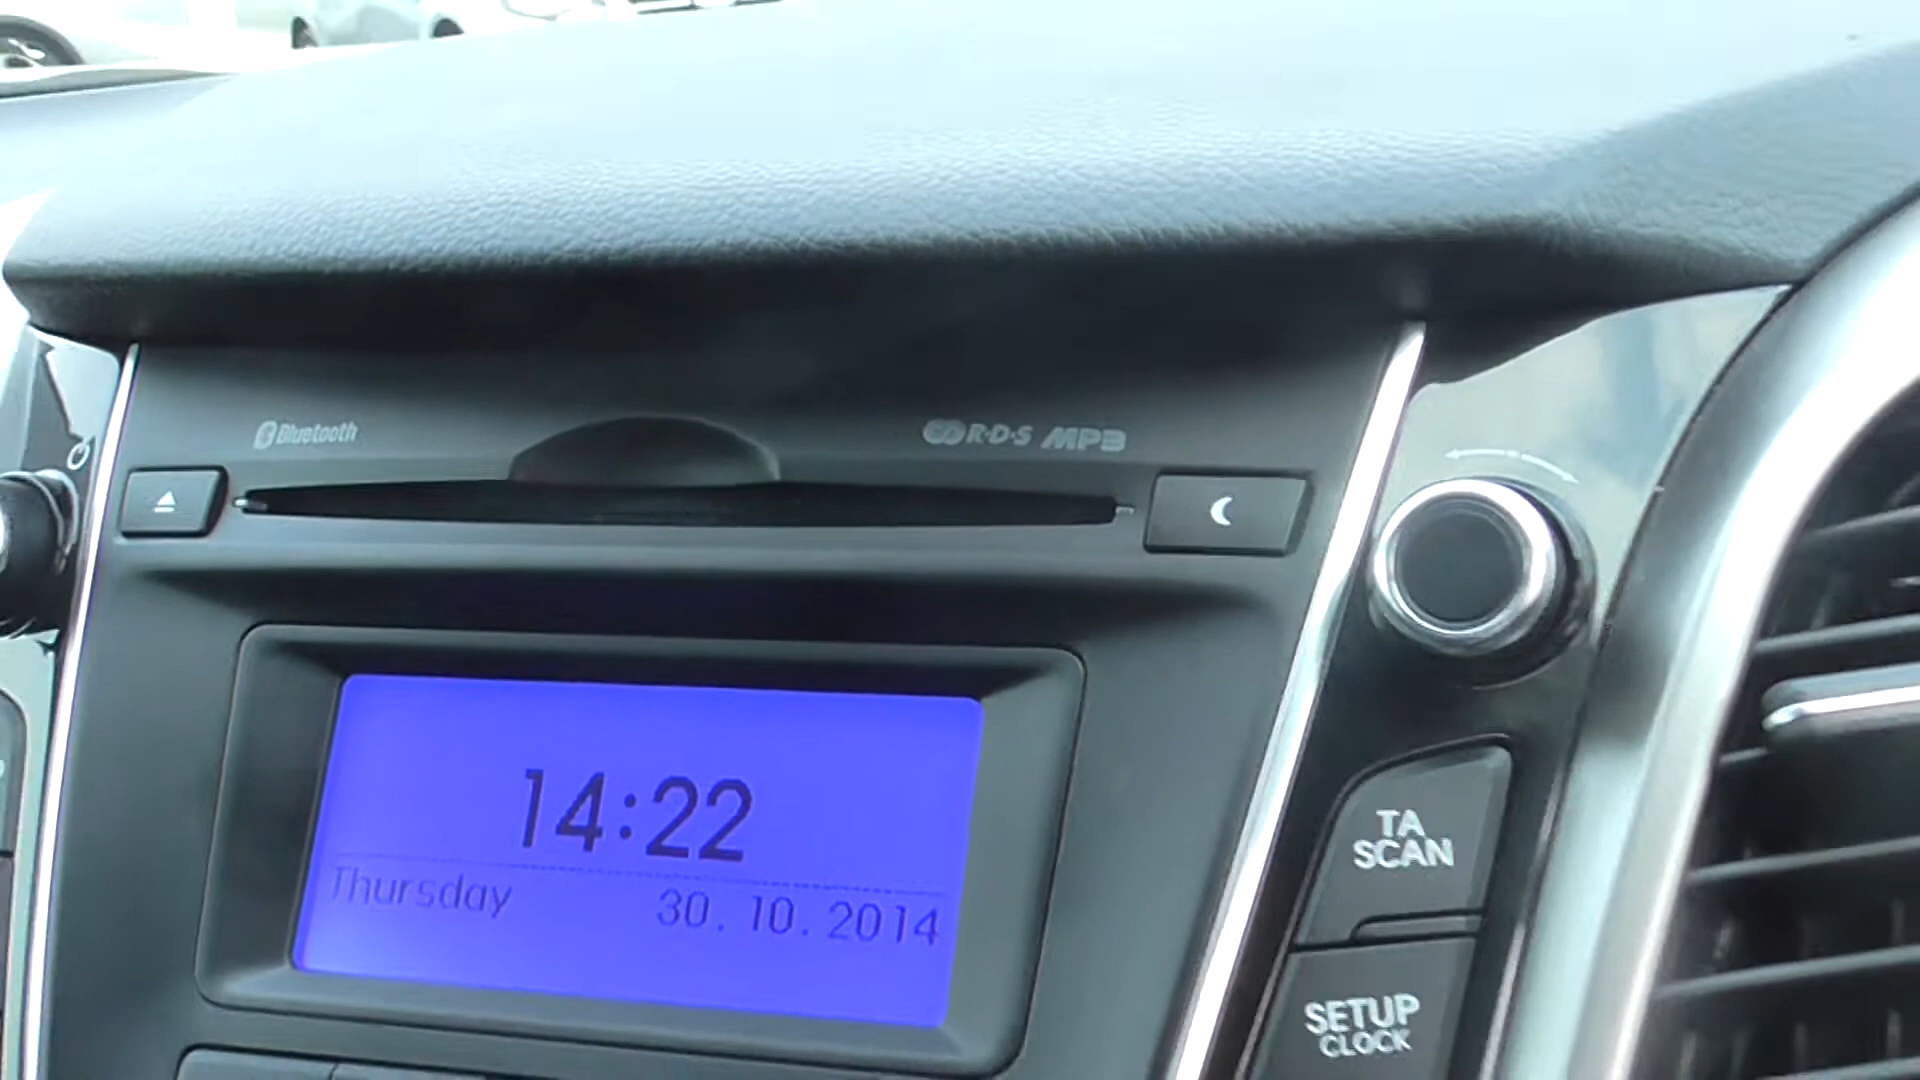 Bluetooth
R·D·S MP3
14:22
Thursday 30.10.2014
TA
SCAN
SETUP
CLOCK